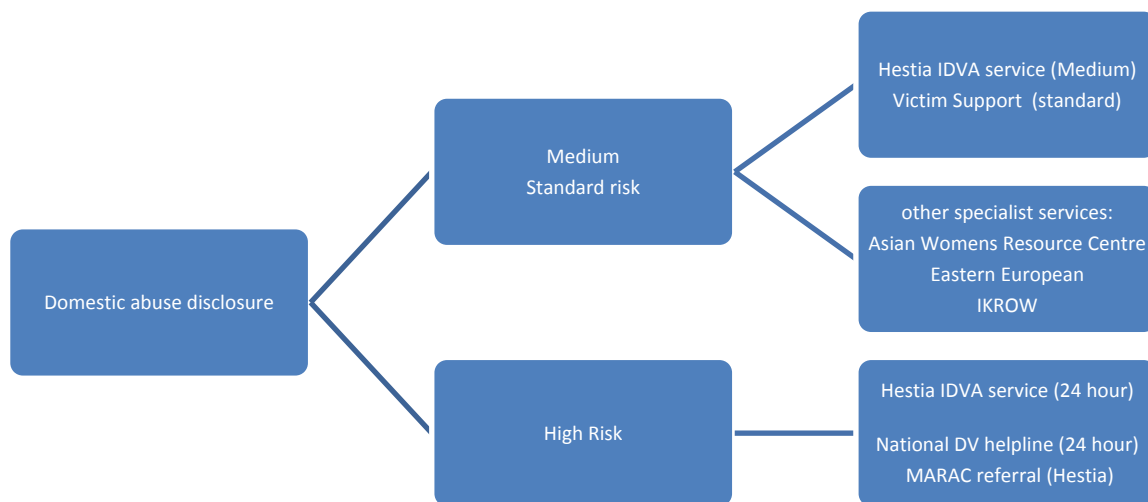 Domestic abuse disclosure
Medium
Standard risk
Hestia IDVA service (Medium)
Victim Support  (standard)
other specialist services:
Asian Womens Resource Centre
Eastern European
IKROW
High Risk
Hestia IDVA service (24 hour)
National DV helpline (24 hour)
MARAC referral (Hestia)